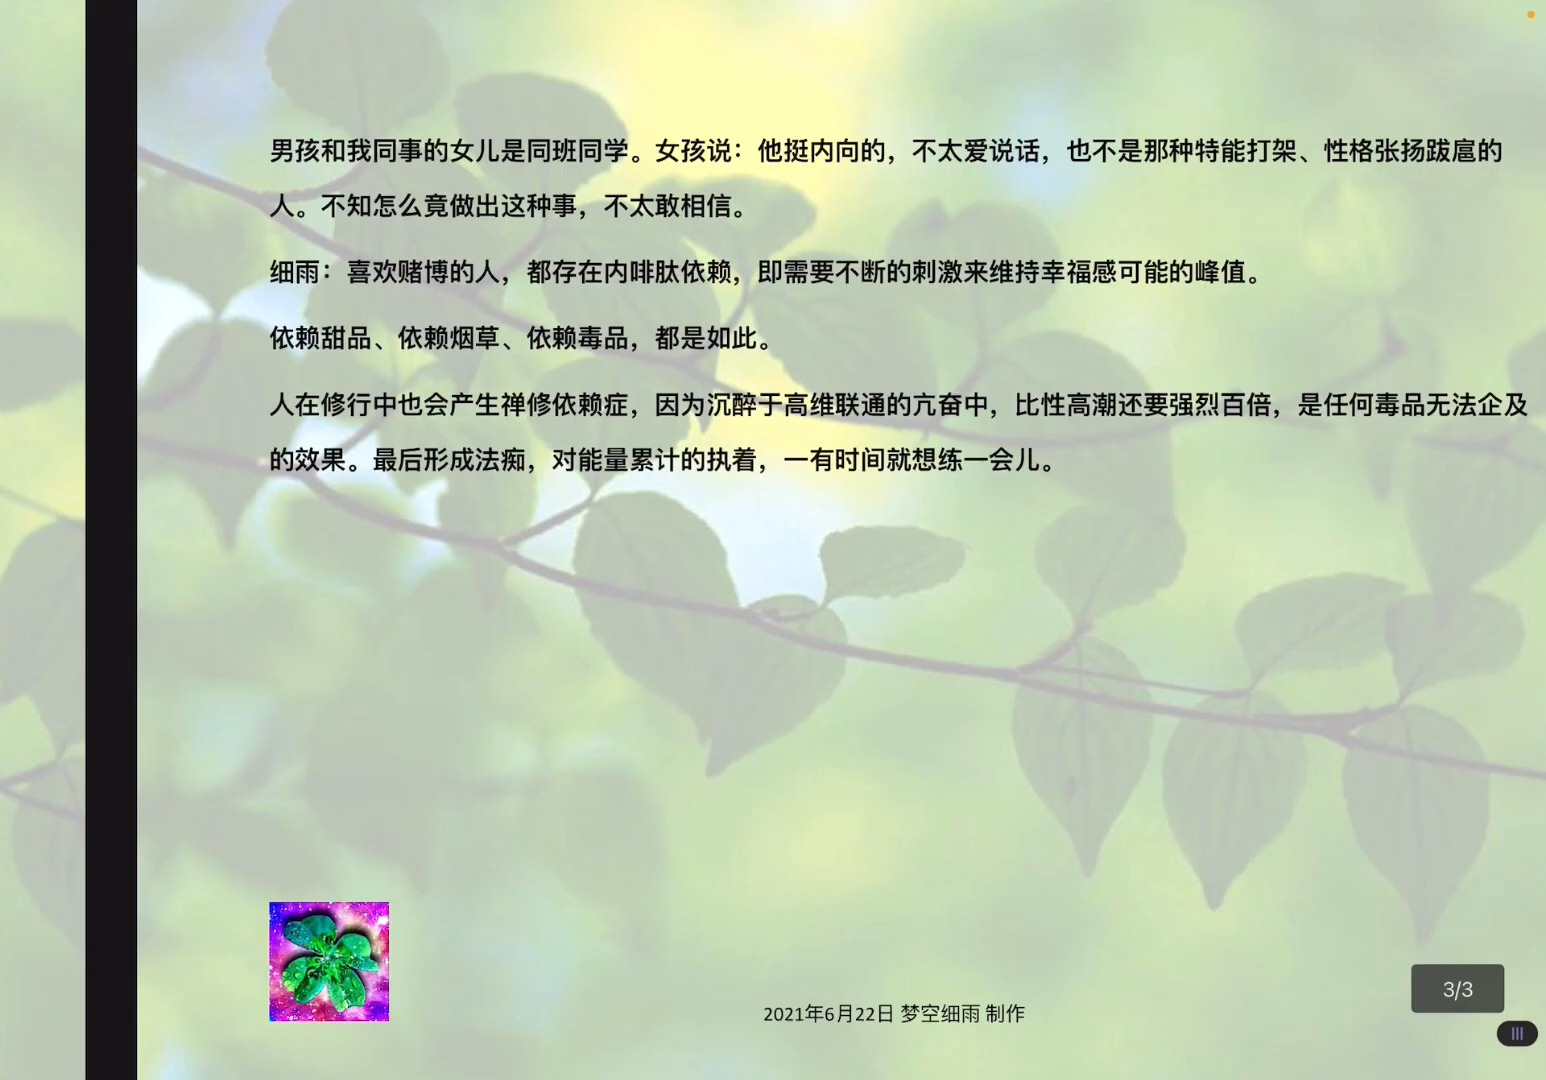 男孩和我同事的女儿是同班同学。女孩说：他挺内向的，不太爱说话，也不是那种特能打架、性格张扬跋扈的
人。不知怎么竟做出这种事，不太敢相信。
细雨：喜欢赌博的人，都存在内啡肽依赖，即需要不断的刺激来维持幸福感可能的峰值。
依赖甜品、依赖烟草、依赖毒品，都是如此。
人在修行中也会产生禅修依赖症，因为沉醉于高维联通的亢奋中，比性高潮还要强烈百倍，是任何毒品无法企及
的效果。最后形成法痴，对能量累计的执着，一有时间就想练一会儿。
2021年6月22日 梦空细雨 制作
3/3